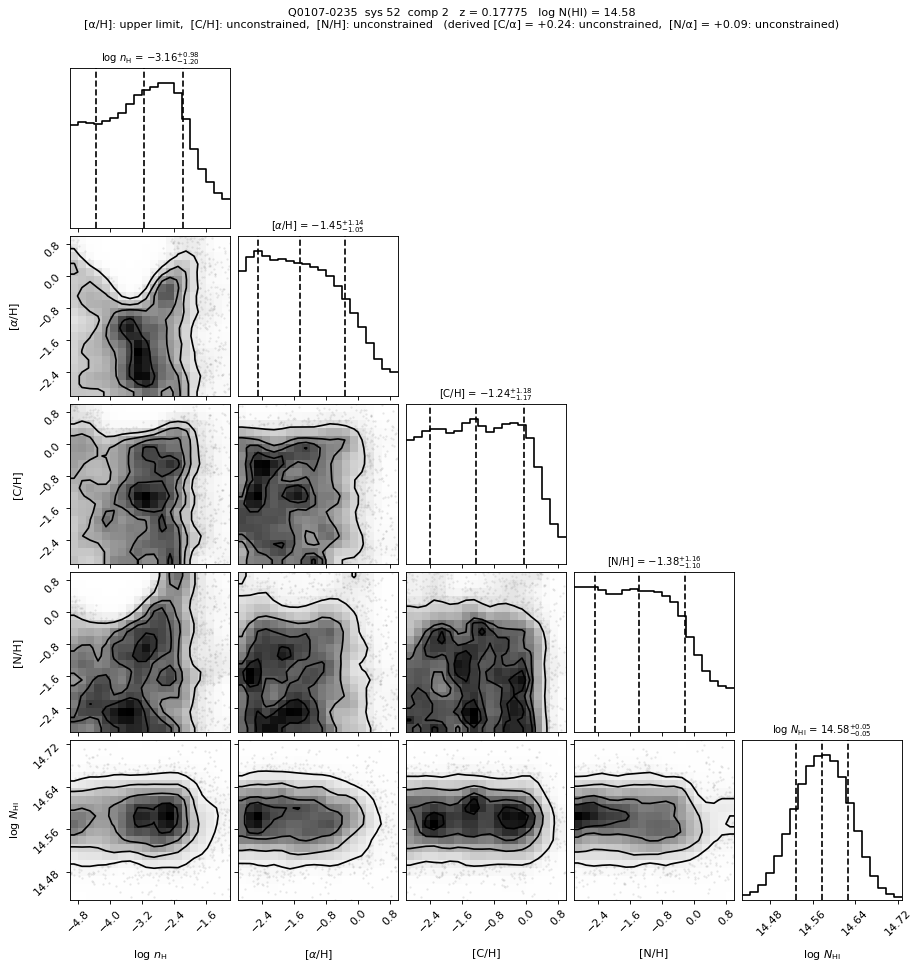 Q0107-0235  sys 52  comp 2   z = 0.17775   log N(HI) = 14.58
[α/H]: upper limit,  [C/H]: unconstrained,  [N/H]: unconstrained   (derived [C/α] = +0.24: unconstrained,  [N/α] = +0.09: unconstrained)
log n_H = −3.16 +0.98 −1.20
[α/H] = −1.45 +1.14 −1.05
0.8
0.0
−0.8
−1.6
−2.4
[α/H]
[C/H] = −1.24 +1.18 −1.17
0.8
0.0
−0.8
−1.6
−2.4
[C/H]
[N/H] = −1.38 +1.16 −1.10
0.8
0.0
−0.8
−1.6
−2.4
[N/H]
log N_HI = 14.58 +0.05 −0.05
14.72
14.64
14.56
14.48
log N_HI
−4.8 −4.0 −3.2 −2.4 −1.6
−2.4 −1.6 −0.8 0.0 0.8
−2.4 −1.6 −0.8 0.0 0.8
−2.4 −1.6 −0.8 0.0 0.8
14.48 14.56 14.64 14.72
log n_H
[α/H]
[C/H]
[N/H]
log N_HI